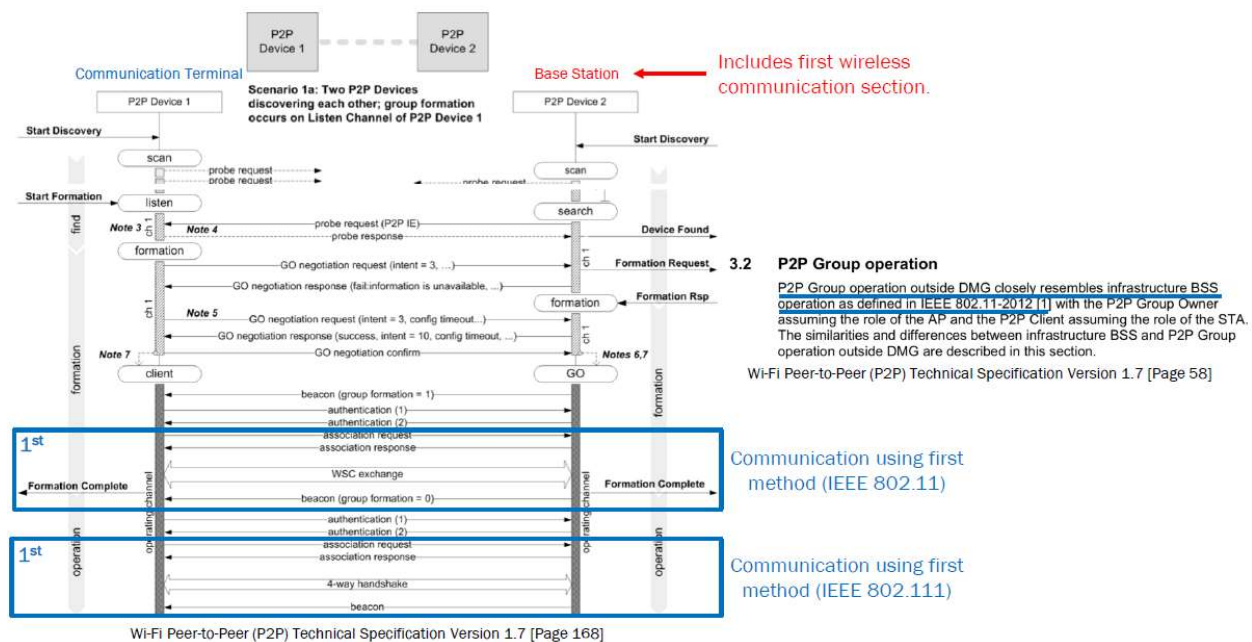 P2P
Device 1
P2P
Device 2
Communication Terminal
Base Station
Includes first wireless
communication section.
Scenario 1a: Two P2P Devices
discovering each other; group formation
occurs on Listen Channel of P2P Device 1
P2P Device 1
P2P Device 2
Start Discovery
Start Discovery
scan
scan
probe request
probe request
probe request
Start Formation
listen
search
find
Note 3
ch 1
Note 4
probe request (P2P IE)
probe response
Device Found
formation
ch 1
GO negotiation request (intent = 3, ...)
Formation Request
GO negotiation response (fail:information is unavailable, ...)
formation
Formation Rsp
ch 1
Note 5
GO negotiation request (intent = 3, config timeout...)
ch 1
GO negotiation response (success, intent = 10, config timeout, ...)
Note 7
GO negotiation confirm
Notes 6,7
client
GO
formation
formation
beacon (group formation = 1)
authentication (1)
authentication (2)
1st
association request
association response
WSC exchange
Formation Complete
Formation Complete
beacon (group formation = 0)
operating channel
operating channel
authentication (1)
authentication (2)
1st
association request
association response
operation
operation
4-way handshake
beacon
Communication using first
method (IEEE 802.11)
Communication using first
method (IEEE 802.111)
3.2 P2P Group operation
P2P Group operation outside DMG closely resembles infrastructure BSS
operation as defined in IEEE 802.11-2012 [1] with the P2P Group Owner
assuming the role of the AP and the P2P Client assuming the role of the STA.
The similarities and differences between infrastructure BSS and P2P Group
operation outside DMG are described in this section.
Wi-Fi Peer-to-Peer (P2P) Technical Specification Version 1.7 [Page 58]
Wi-Fi Peer-to-Peer (P2P) Technical Specification Version 1.7 [Page 168]